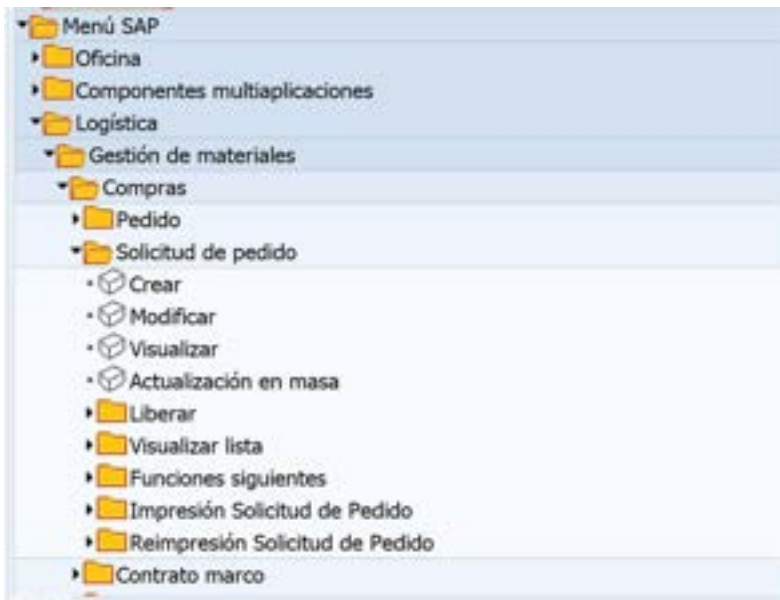 Menú SAP
Oficina
Componentes multiaplicaciones
Logística
Gestión de materiales
Compras
Pedido
Solicitud de pedido
Crear
Modificar
Visualizar
Actualización en masa
Liberar
Visualizar lista
Funciones siguientes
Impresión Solicitud de Pedido
Reimpresión Solicitud de Pedido
Contrato marco